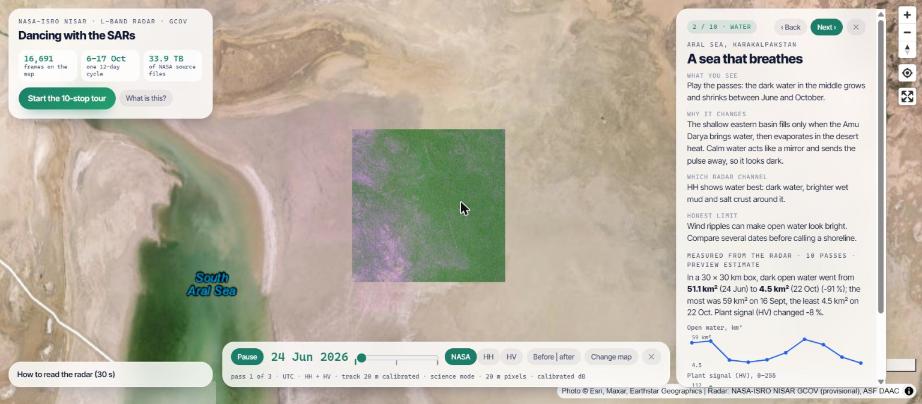 NASA-ISRO NISAR · L-BAND RADAR · GCOV
Dancing with the SARs
16,691
frames on the
map
6–17 Oct
one 12-day
cycle
33.9 TB
of NASA source
files
Start the 10-stop tour
What is this?
South
Aral Sea
How to read the radar (30 s)
Pause
24 Jun 2026
NASA
HH
HV
Before | after
Change map
×
pass 1 of 3 · UTC · HH + HV · track 20 m calibrated · science mode · 20 m pixels · calibrated dB
2 / 10 · WATER
‹ Back
Next ›
×
ARAL SEA, KARAKALPAKSTAN
A sea that breathes
WHAT YOU SEE
Play the passes: the dark water in the middle grows
and shrinks between June and October.
WHY IT CHANGES
The shallow eastern basin fills only when the Amu
Darya brings water, then evaporates in the desert
heat. Calm water acts like a mirror and sends the
pulse away, so it looks dark.
WHICH RADAR CHANNEL
HH shows water best: dark water, brighter wet
mud and salt crust around it.
HONEST LIMIT
Wind ripples can make open water look bright.
Compare several dates before calling a shoreline.
MEASURED FROM THE RADAR · 10 PASSES ·
PREVIEW ESTIMATE
In a 30 × 30 km box, dark open water went from
51.1 km² (24 Jun) to 4.5 km² (22 Oct) (-91 %); the
most was 59 km² on 16 Sept, the least 4.5 km² on
22 Oct. Plant signal (HV) changed -8 %.
Open water, km²
59 km²
4.5
Plant signal (HV), 0–255
112
Photo © Esri, Maxar, Earthstar Geographics | Radar: NASA-ISRO NISAR GCOV (provisional), ASF DAAC